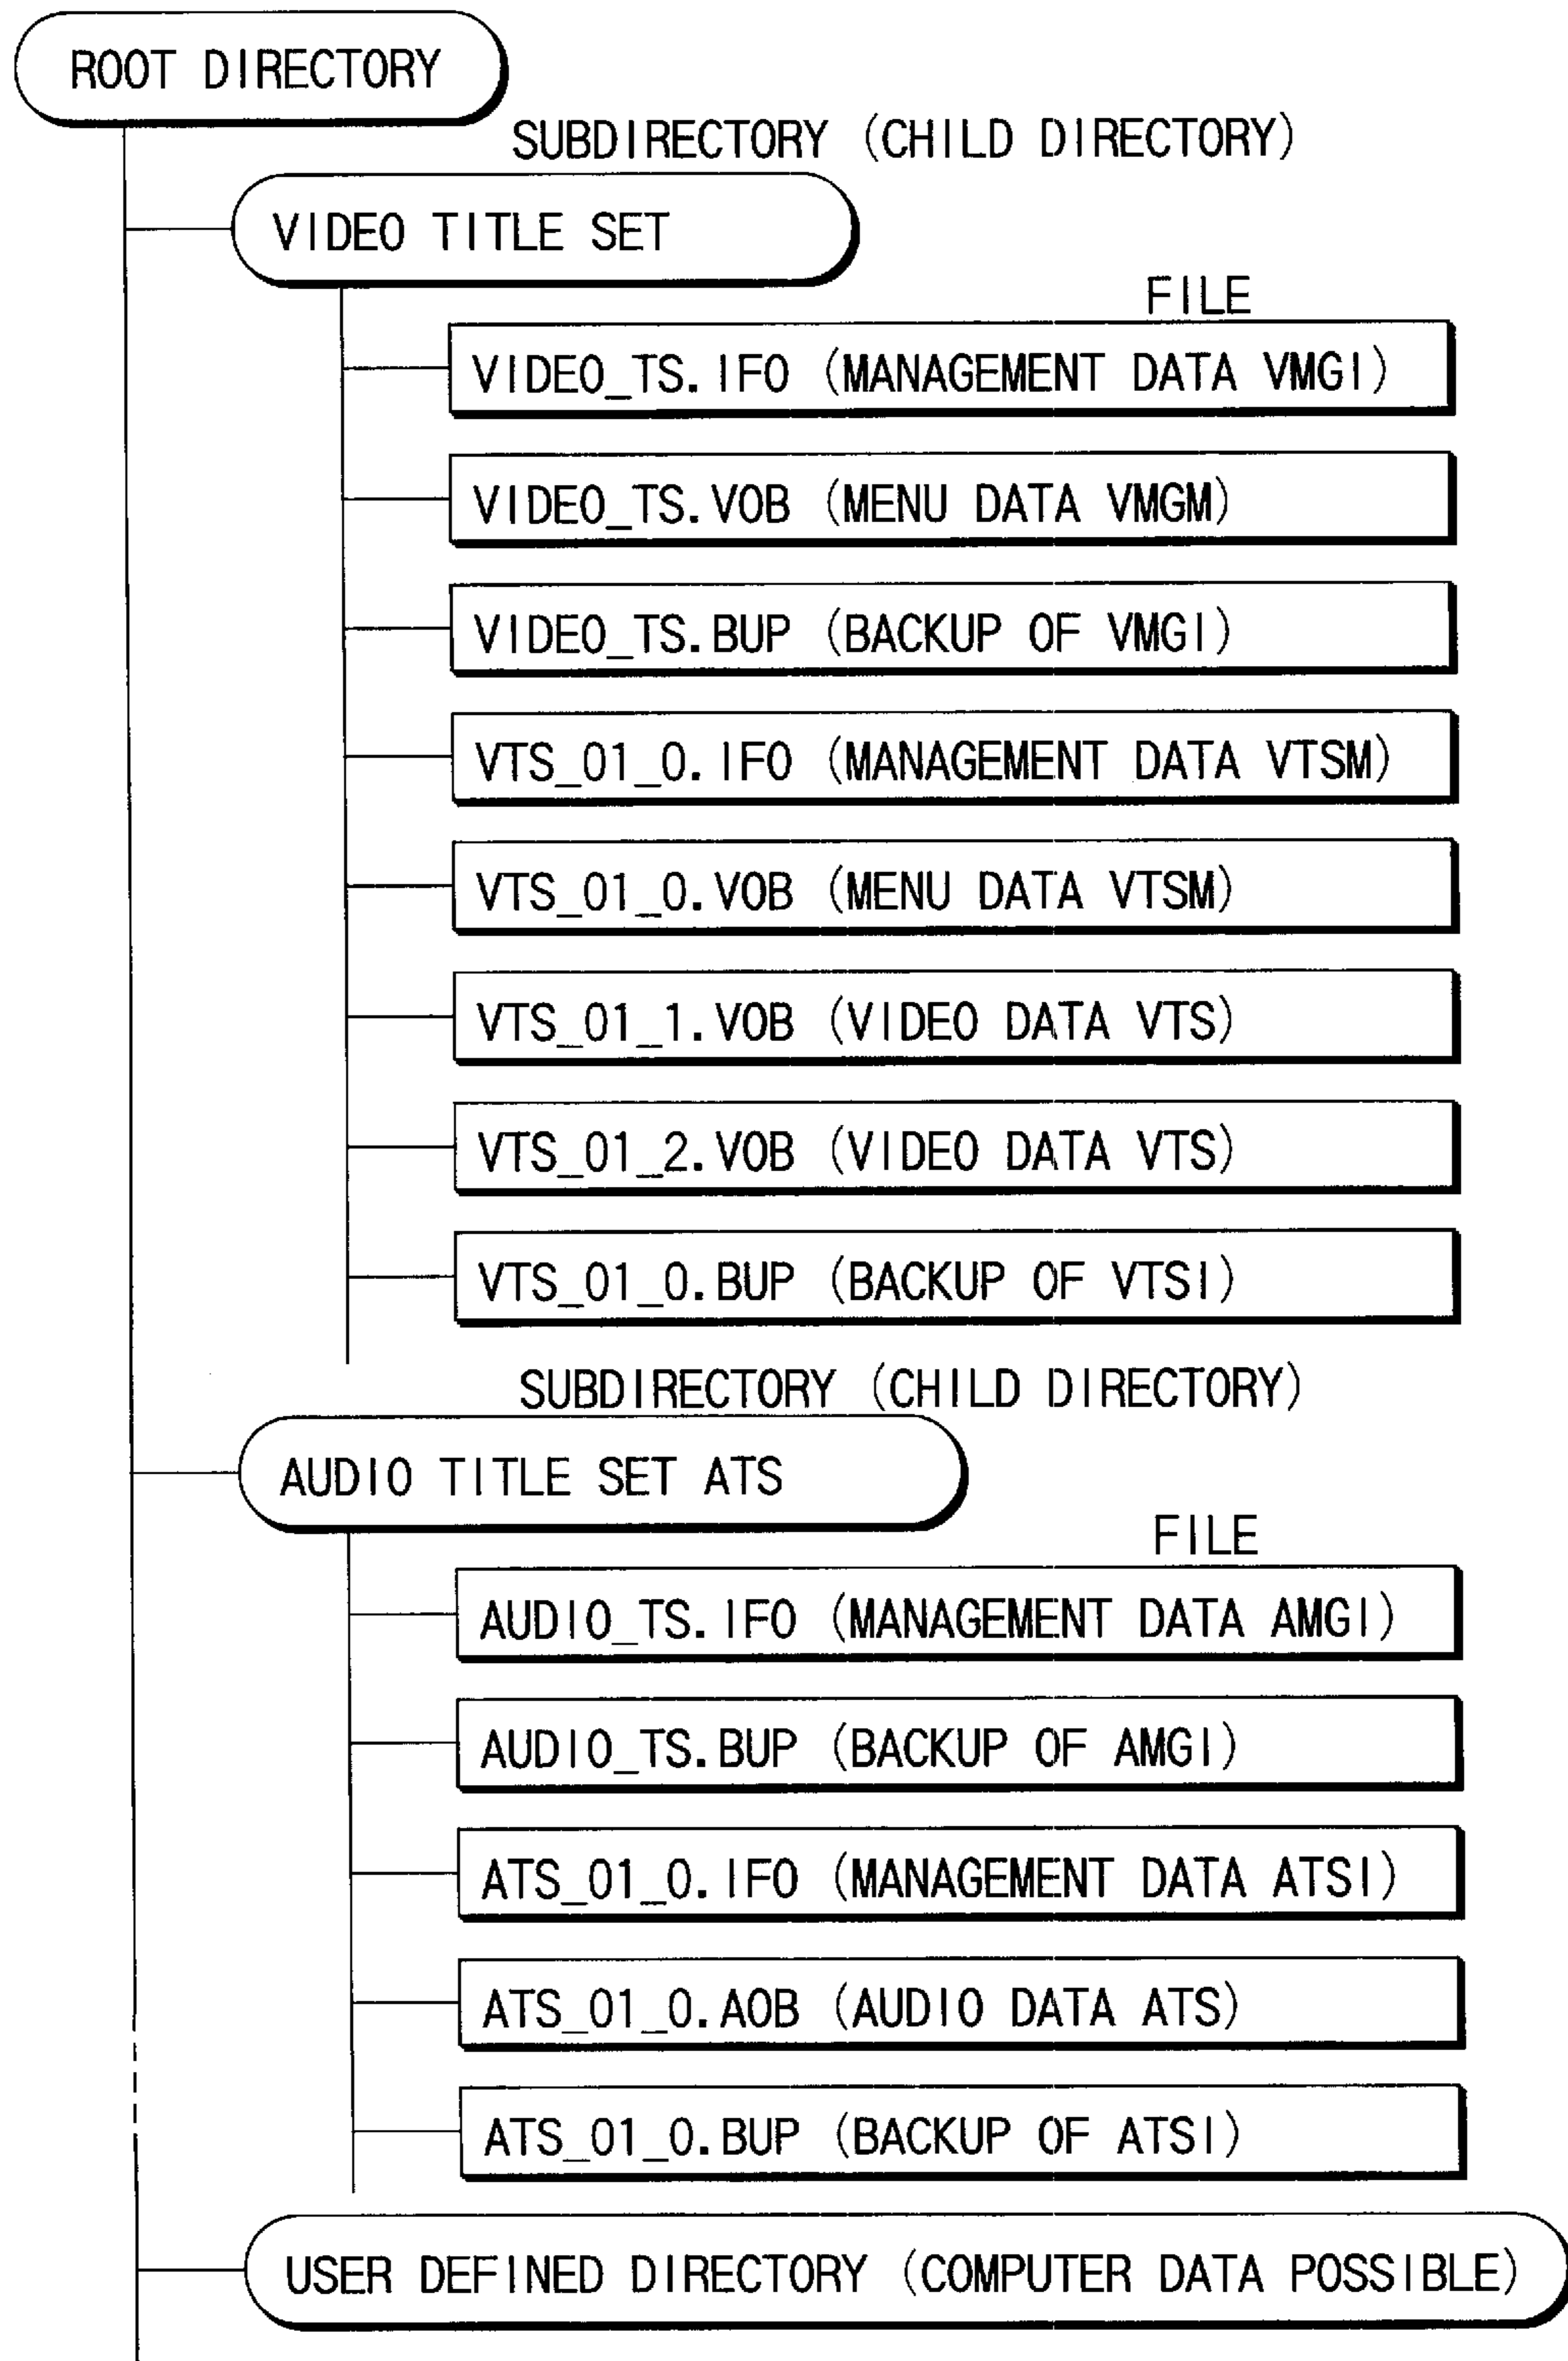 ROOT DIRECTORY
SUBDIRECTORY (CHILD DIRECTORY)
VIDEO TITLE SET
FILE
VIDEO_TS.IFO (MANAGEMENT DATA VMGI)
VIDEO_TS.VOB (MENU DATA VMGM)
VIDEO_TS.BUP (BACKUP OF VMGI)
VTS_01_0.IFO (MANAGEMENT DATA VTSM)
VTS_01_0.VOB (MENU DATA VTSM)
VTS_01_1.VOB (VIDEO DATA VTS)
VTS_01_2.VOB (VIDEO DATA VTS)
VTS_01_0.BUP (BACKUP OF VTSI)
SUBDIRECTORY (CHILD DIRECTORY)
AUDIO TITLE SET ATS
FILE
AUDIO_TS.IFO (MANAGEMENT DATA AMGI)
AUDIO_TS.BUP (BACKUP OF AMGI)
ATS_01_0.IFO (MANAGEMENT DATA ATSI)
ATS_01_0.AOB (AUDIO DATA ATS)
ATS_01_0.BUP (BACKUP OF ATSI)
USER DEFINED DIRECTORY (COMPUTER DATA POSSIBLE)